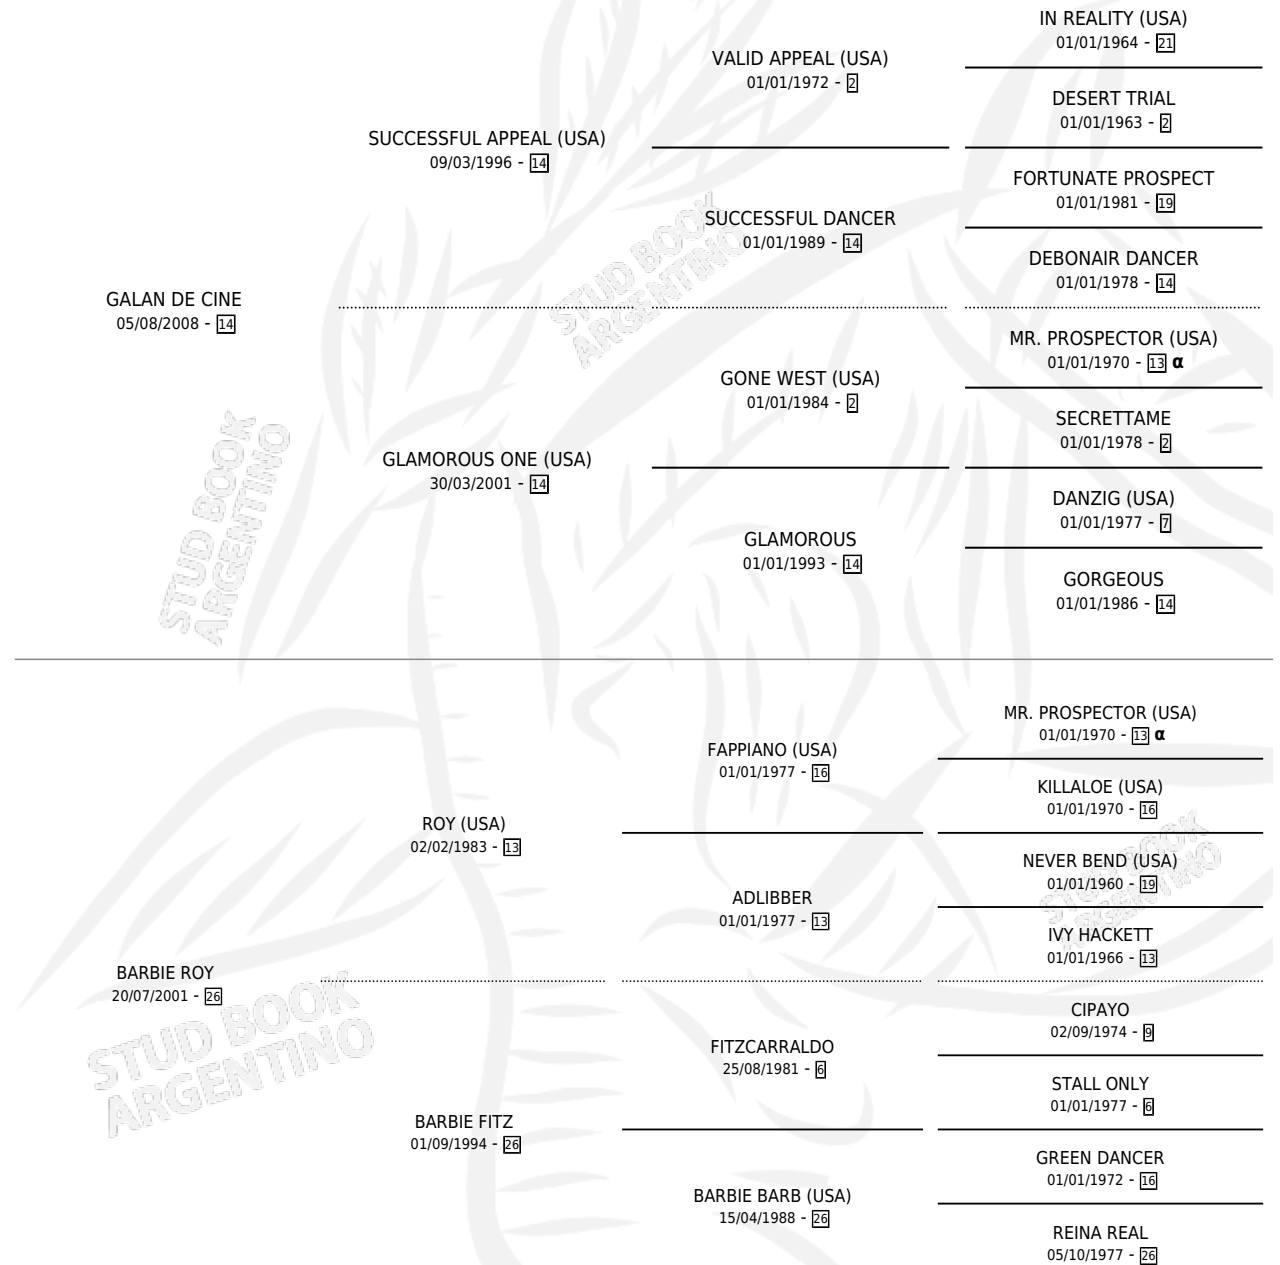 IN REALITY (USA)
01/01/1964 - 21
VALID APPEAL (USA)
01/01/1972 - 2
DESERT TRIAL
01/01/1963 - 2
SUCCESSFUL APPEAL (USA)
09/03/1996 - 14
FORTUNATE PROSPECT
01/01/1981 - 19
SUCCESSFUL DANCER
01/01/1989 - 14
DEBONAIR DANCER
01/01/1978 - 14
GALAN DE CINE
05/08/2008 - 14
MR. PROSPECTOR (USA)
01/01/1970 - 13 α
GONE WEST (USA)
01/01/1984 - 2
SECRETTAME
01/01/1978 - 2
GLAMOROUS ONE (USA)
30/03/2001 - 14
DANZIG (USA)
01/01/1977 - 7
GLAMOROUS
01/01/1993 - 14
GORGEOUS
01/01/1986 - 14
MR. PROSPECTOR (USA)
01/01/1970 - 13 α
FAPPIANO (USA)
01/01/1977 - 16
KILLALOE (USA)
01/01/1970 - 16
ROY (USA)
02/02/1983 - 13
NEVER BEND (USA)
01/01/1960 - 19
ADLIBBER
01/01/1977 - 13
IVY HACKETT
01/01/1966 - 13
BARBIE ROY
20/07/2001 - 26
CIPAYO
02/09/1974 - 9
FITZCARRALDO
25/08/1981 - 6
STALL ONLY
01/01/1977 - 6
BARBIE FITZ
01/09/1994 - 26
GREEN DANCER
01/01/1972 - 16
BARBIE BARB (USA)
15/04/1988 - 26
REINA REAL
05/10/1977 - 26
STUD BOOK
ARGENTINO
STUD BOOK
ARGENTINO
STUD BOOK
ARGENTINO
STUD BOOK
ARGENTINO